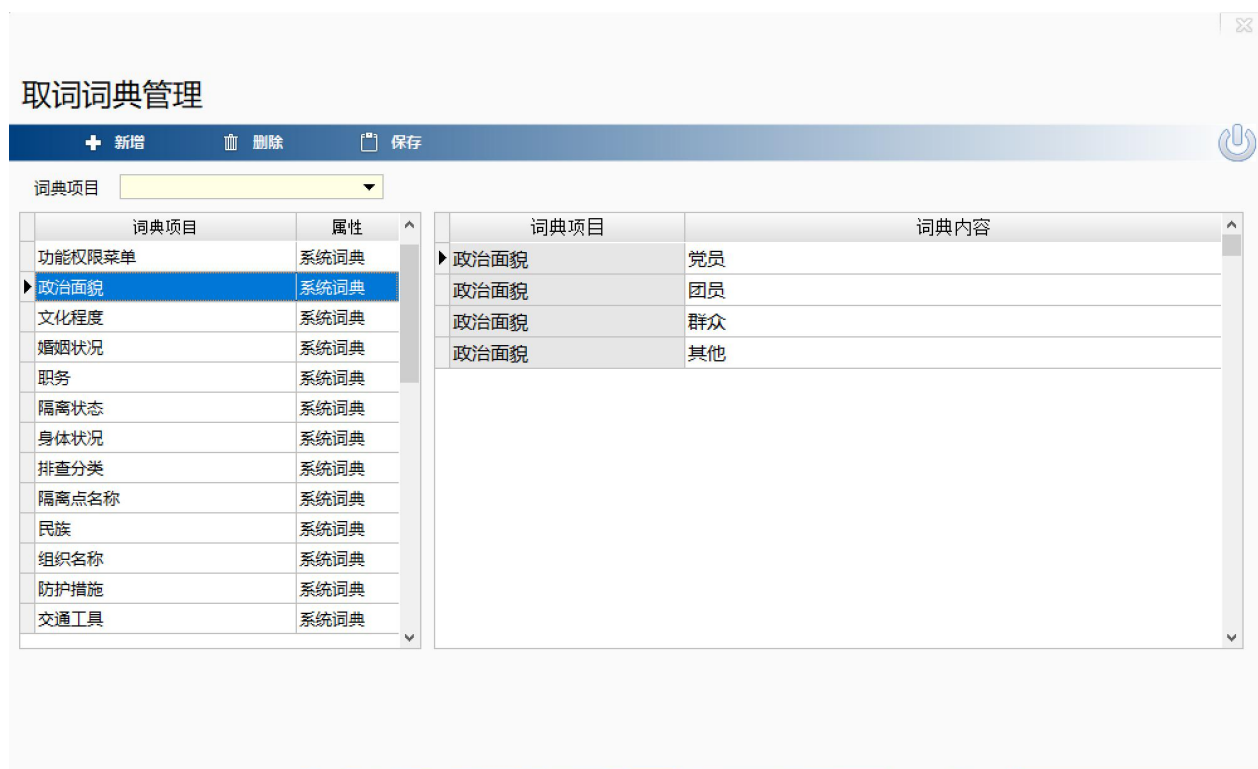 取词词典管理
新增 删除 保存
词典项目
词典项目 属性
功能权限菜单 系统词典
政治面貌 系统词典
文化程度 系统词典
婚姻状况 系统词典
职务 系统词典
隔离状态 系统词典
身体状况 系统词典
排查分类 系统词典
隔离点名称 系统词典
民族 系统词典
组织名称 系统词典
防护措施 系统词典
交通工具 系统词典
词典项目 词典内容
政治面貌 党员
政治面貌 团员
政治面貌 群众
政治面貌 其他